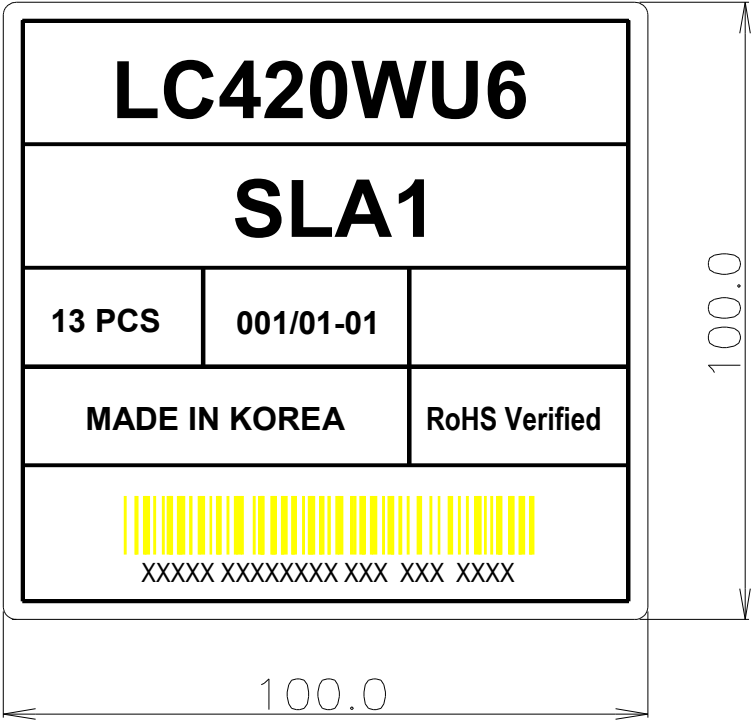 LC420WU6
SLA1
13 PCS 001/01-01
MADE IN KOREA RoHS Verified
XXXXX XXXXXXXX XXX XXX XXXX
100.0
100.0